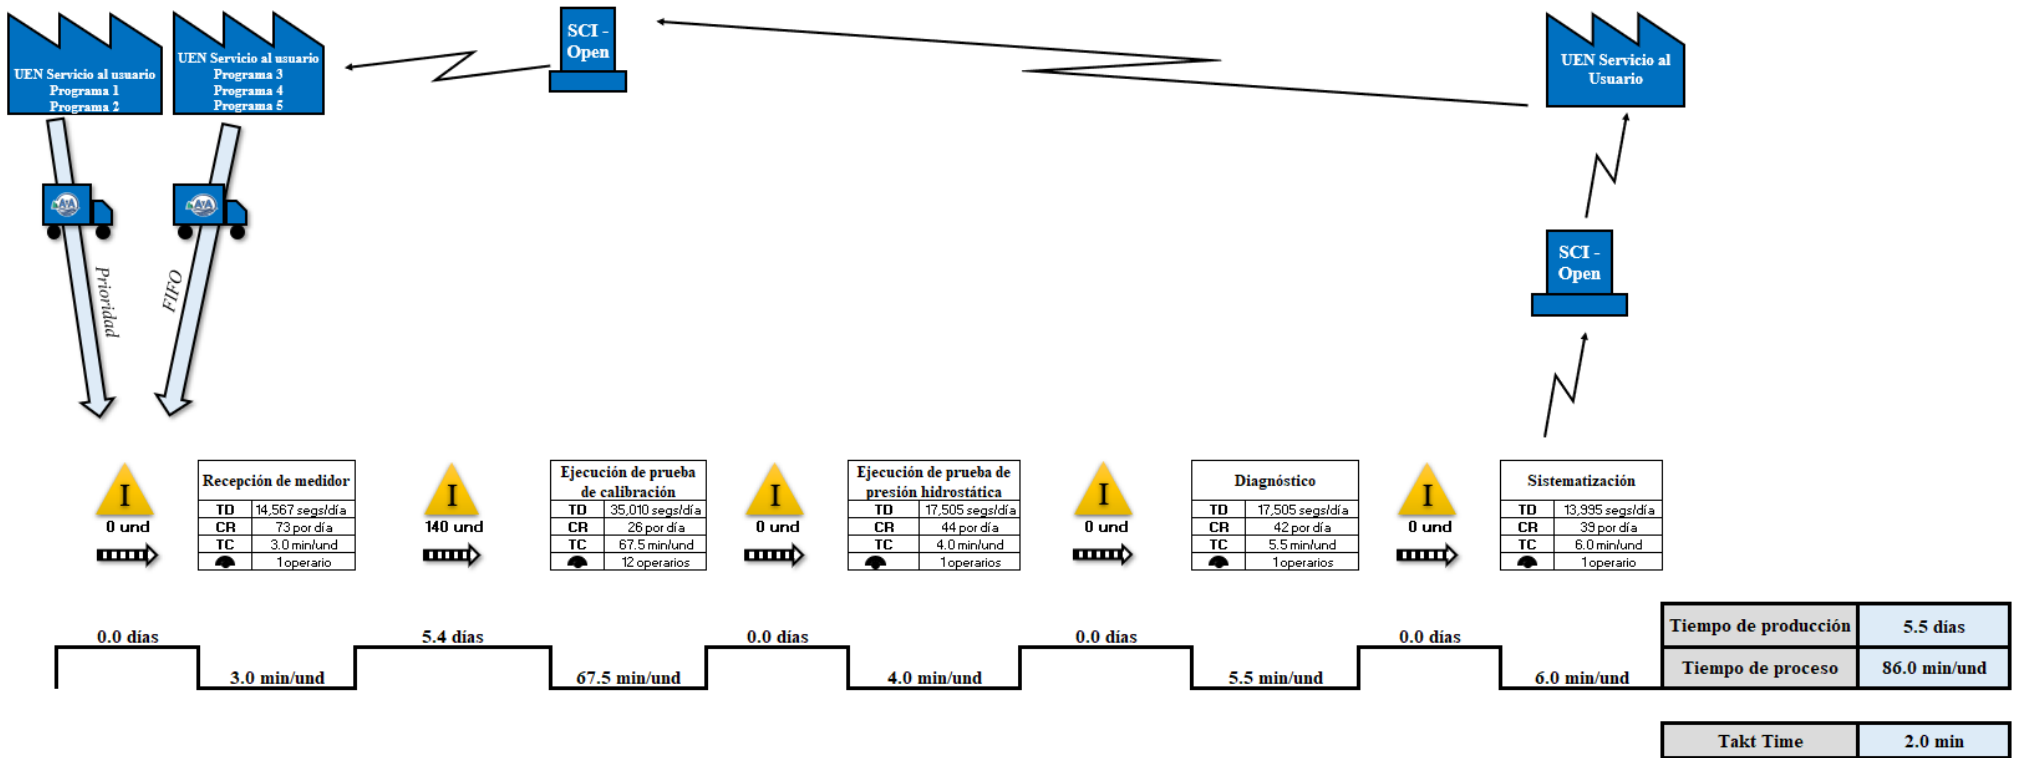 UEN Servicio al usuario
Programa 1
Programa 2
UEN Servicio al usuario
Programa 3
Programa 4
Programa 5
SCI -
Open
UEN Servicio al
Usuario
AyA
AyA
Prioridad
FIFO
SCI -
Open
I
0 und
Recepción de medidor
TD 14,567 segs/día
CR 73 por día
TC 3.0 min/und
1 operario
I
140 und
Ejecución de prueba
de calibración
TD 35,010 segs/día
CR 26 por día
TC 67.5 min/und
12 operarios
I
0 und
Ejecución de prueba de
presión hidrostática
TD 17,505 segs/día
CR 44 por día
TC 4.0 min/und
1 operarios
I
0 und
Diagnóstico
TD 17,505 segs/día
CR 42 por día
TC 5.5 min/und
1 operarios
I
0 und
Sistematización
TD 13,995 segs/día
CR 39 por día
TC 6.0 min/und
1 operario
0.0 días
3.0 min/und
5.4 días
67.5 min/und
0.0 días
4.0 min/und
0.0 días
5.5 min/und
0.0 días
6.0 min/und
Tiempo de producción 5.5 días
Tiempo de proceso 86.0 min/und
Takt Time 2.0 min